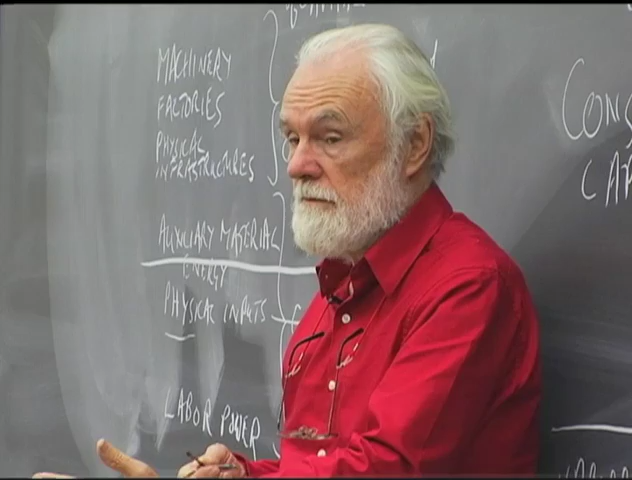 MACHINERY
FACTORIES
PHYSICAL
INFRASTRUCTURES
AUXILIARY MATERIAL
ENERGY
PHYSICAL INPUTS
LABOR POWER
CONS
CAP